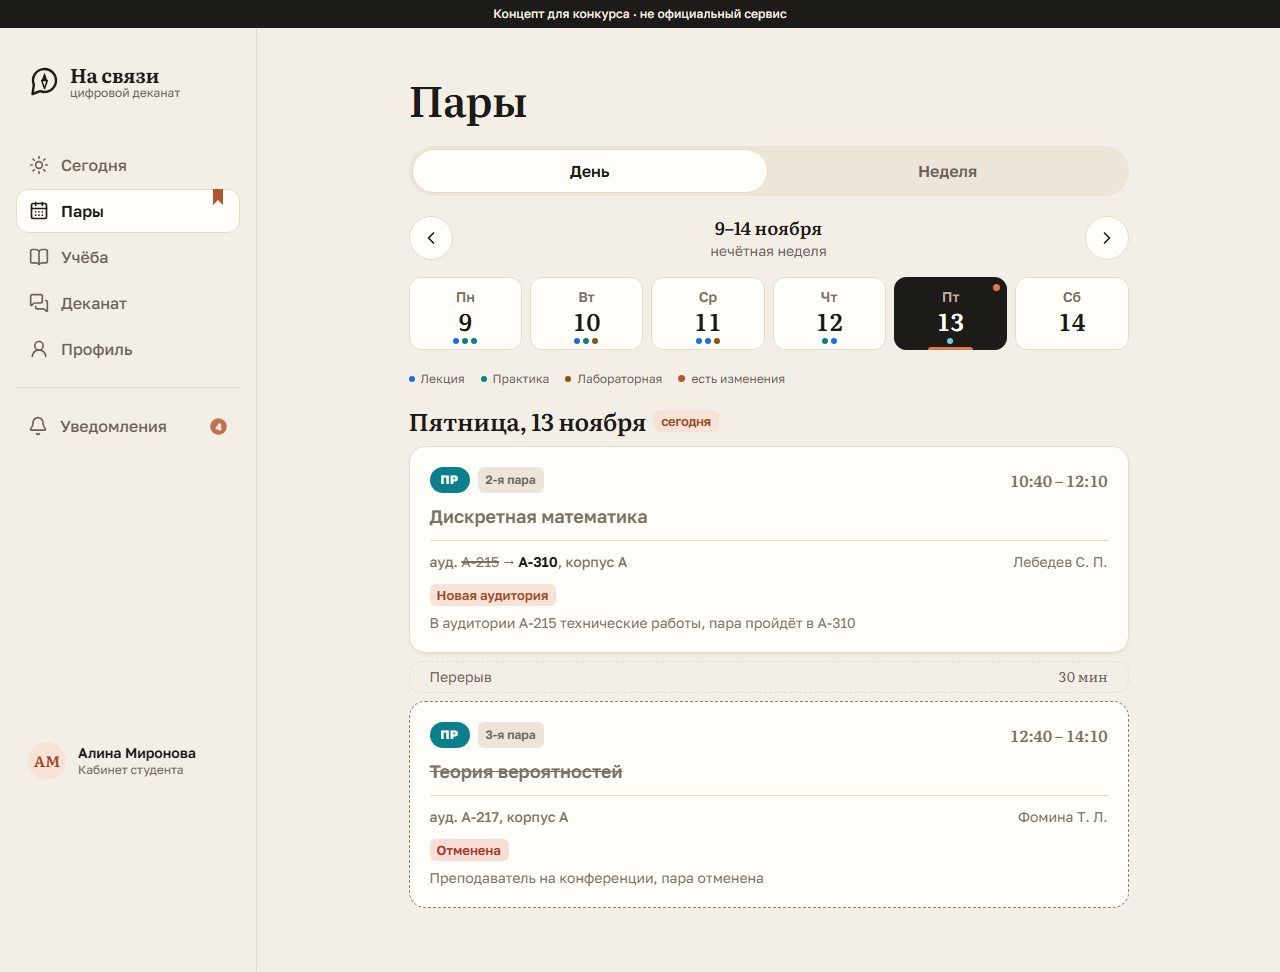 Концепт для конкурса · не официальный сервис
На связи
цифровой деканат
Сегодня
Пары
Учёба
Деканат
Профиль
Уведомления 4
АМ
Алина Миронова
Кабинет студента
Пары
День Неделя
9–14 ноября
нечётная неделя
Пн Вт Ср Чт Пт Сб
9 10 11 12 13 14
Лекция Практика Лабораторная есть изменения
Пятница, 13 ноября сегодня
ПР 2-я пара 10:40 – 12:10
Дискретная математика
ауд. А-215 → А-310, корпус А Лебедев С. П.
Новая аудитория
В аудитории А-215 технические работы, пара пройдёт в А-310
Перерыв 30 мин
ПР 3-я пара 12:40 – 14:10
Теория вероятностей
ауд. А-217, корпус А Фомина Т. Л.
Отменена
Преподаватель на конференции, пара отменена